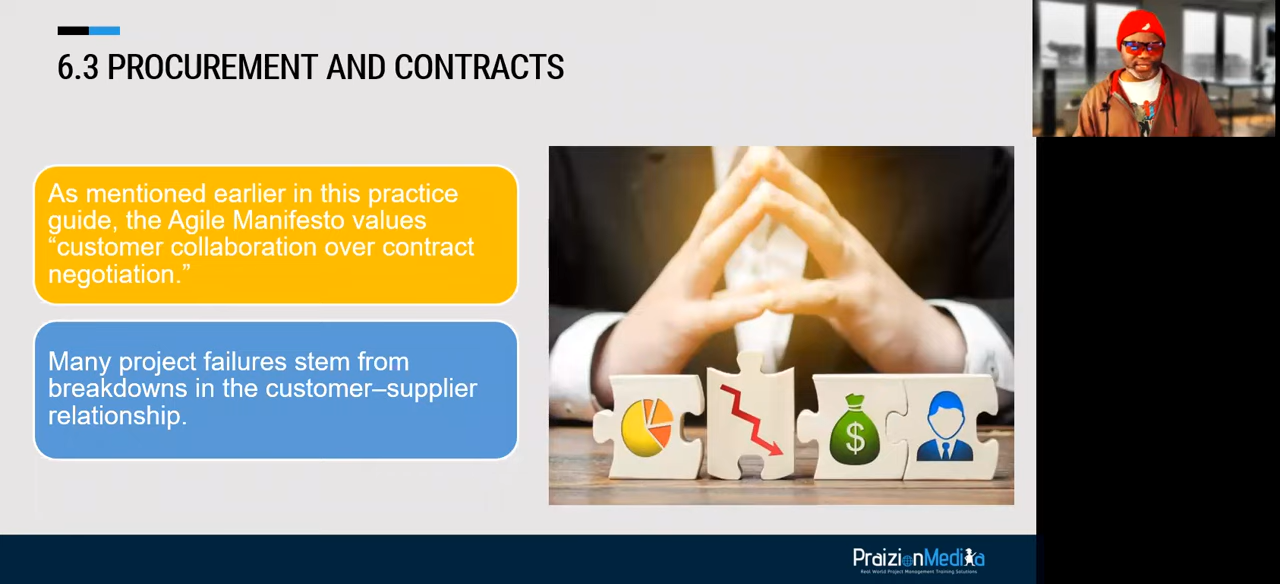 6.3 PROCUREMENT AND CONTRACTS
As mentioned earlier in this practice
guide, the Agile Manifesto values
“customer collaboration over contract
negotiation.”
Many project failures stem from
breakdowns in the customer–supplier
relationship.
$
PraizionMedia
Real World Project Management Training Solutions